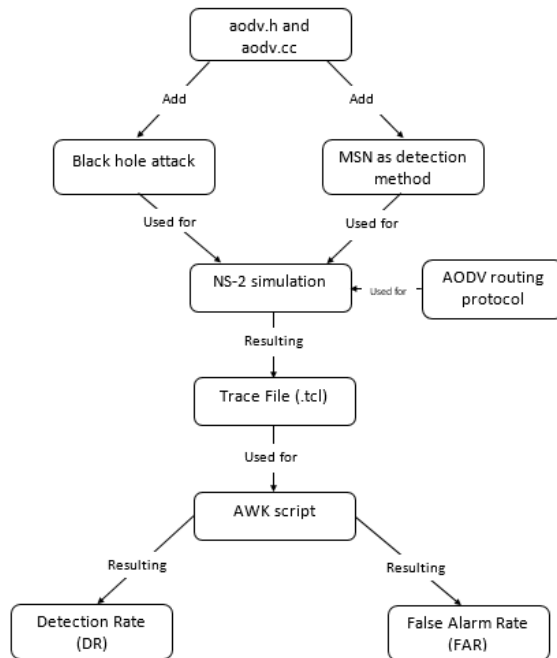 aodv.h and
aodv.cc
Add
Add
Black hole attack
MSN as detection
method
Used for
Used for
NS-2 simulation
Used for
AODV routing
protocol
Resulting
Trace File (.tcl)
Used for
AWK script
Resulting
Resulting
Detection Rate
(DR)
False Alarm Rate
(FAR)